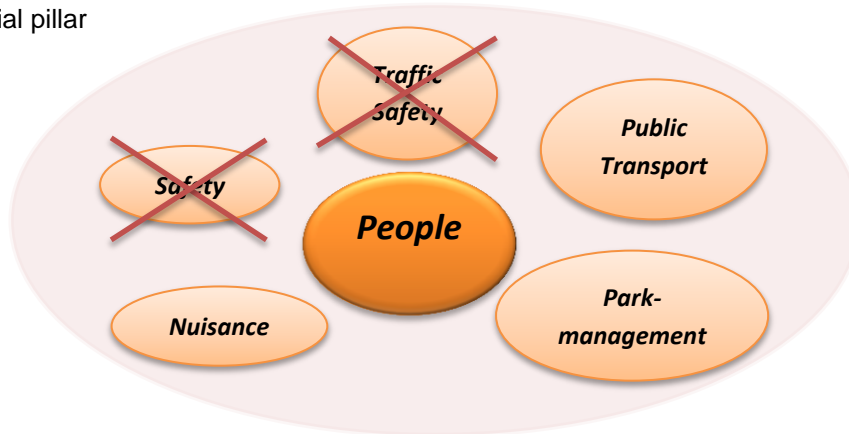 ial pillar
Traffic
Safety
Public
Transport
Safety
People
Park-
management
Nuisance